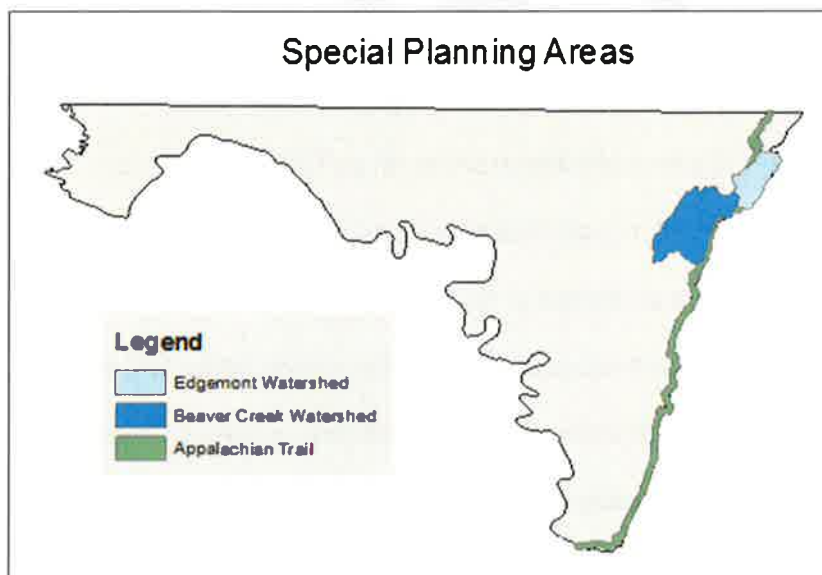 Special Planning Areas
Legend
Edgemont Watershed
Beaver Creek Watershed
Appalachian Trail